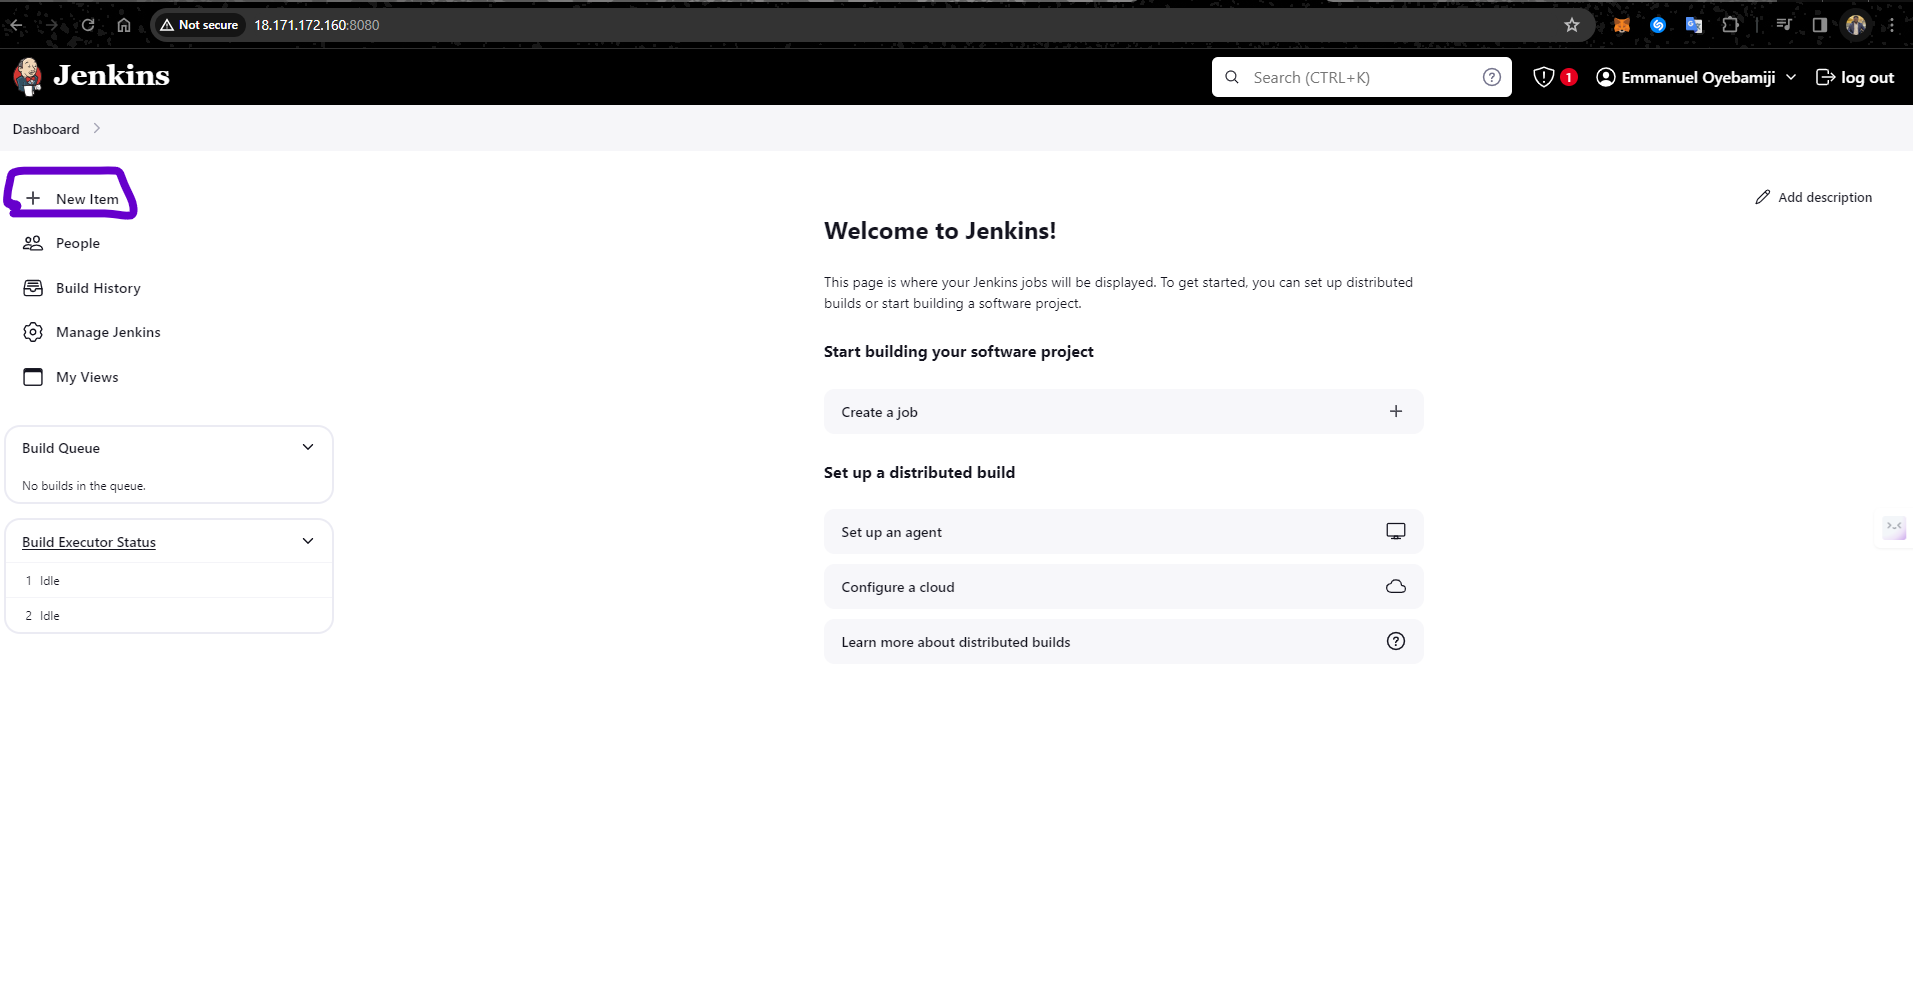 Not secure 18.171.172.160:8080
Jenkins
Search (CTRL+K)
1
Emmanuel Oyebamiji
log out
Dashboard
New Item
People
Build History
Manage Jenkins
My Views
Build Queue
No builds in the queue.
Build Executor Status
1 Idle
2 Idle
Add description
Welcome to Jenkins!
This page is where your Jenkins jobs will be displayed. To get started, you can set up distributed
builds or start building a software project.
Start building your software project
Create a job
Set up a distributed build
Set up an agent
Configure a cloud
Learn more about distributed builds